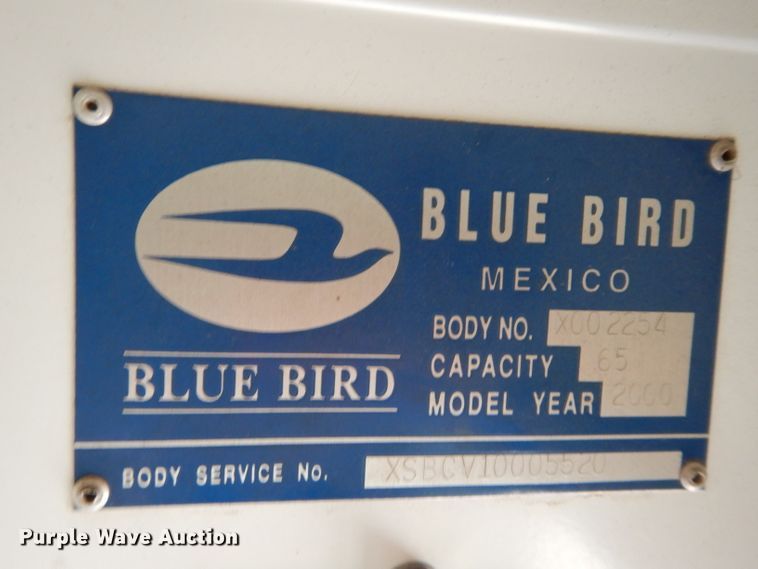 BLUE BIRD
BLUE BIRD
MEXICO
BODY NO. X002254
CAPACITY 65
MODEL YEAR 2000
BODY SERVICE No. XSBCV10005520
Purple Wave Auction